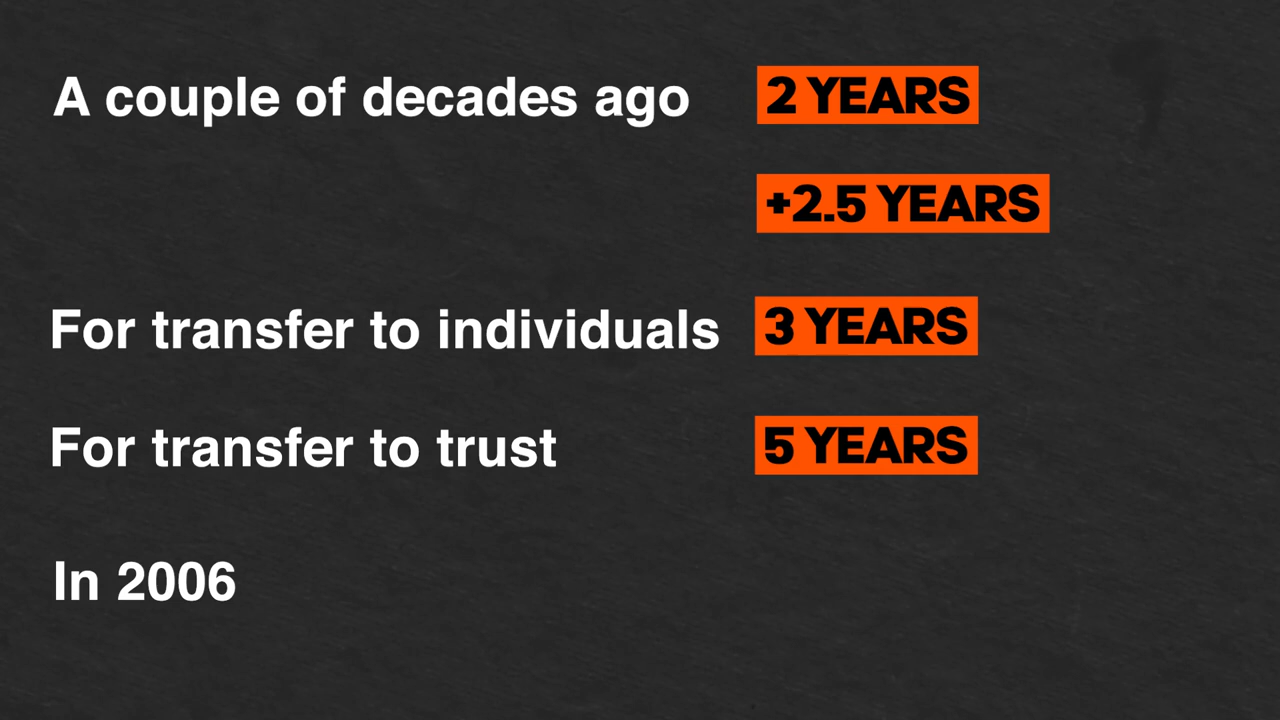 A couple of decades ago 2 YEARS
+2.5 YEARS
For transfer to individuals 3 YEARS
For transfer to trust 5 YEARS
In 2006